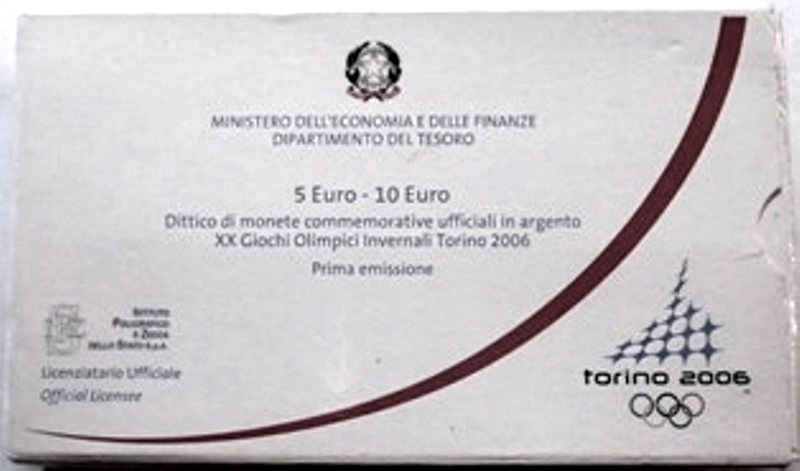 MINISTERO DELL'ECONOMIA E DELLE FINANZE
DIPARTIMENTO DEL TESORO
5 Euro - 10 Euro
Dittico di monete commemorative ufficiali in argento
XX Giochi Olimpici Invernali Torino 2006
Prima emissione
ISTITUTO
POLIGRAFICO
E ZECCA
DELLO STATO S.p.A.
Licenziatario Ufficiale
Official Licensee
torino 2006